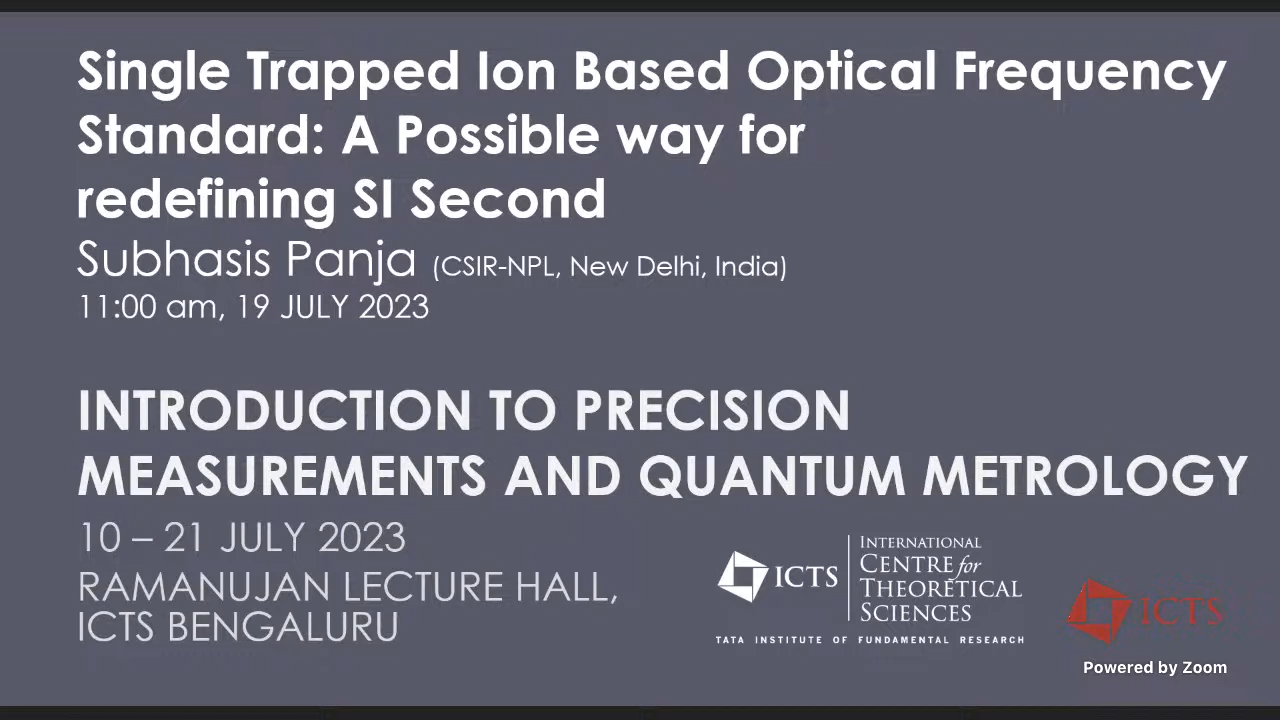 Single Trapped Ion Based Optical Frequency
Standard: A Possible way for
redefining SI Second
Subhasis Panja (CSIR-NPL, New Delhi, India)
11:00 am, 19 JULY 2023
INTRODUCTION TO PRECISION
MEASUREMENTS AND QUANTUM METROLOGY
10 – 21 JULY 2023
RAMANUJAN LECTURE HALL,
ICTS BENGALURU
ICTS
INTERNATIONAL
CENTRE for
THEORETICAL
SCIENCES
TATA INSTITUTE OF FUNDAMENTAL RESEARCH
ICTS
Powered by Zoom